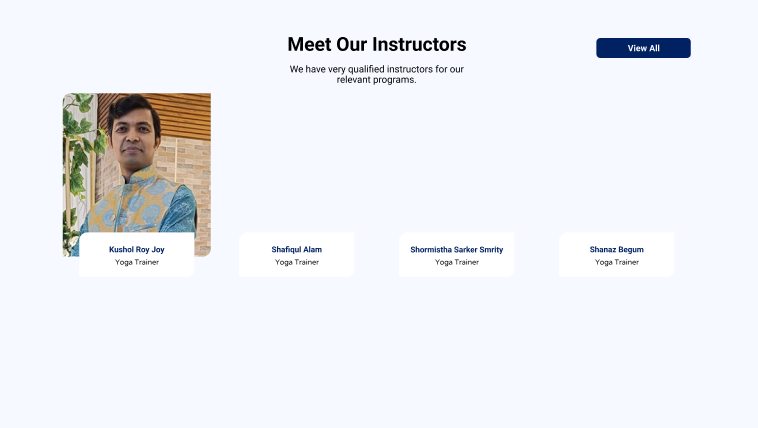 Meet Our Instructors
View All
We have very qualified instructors for our
relevant programs.
Kushol Roy Joy
Yoga Trainer
Shafiqul Alam
Yoga Trainer
Shormistha Sarker Smrity
Yoga Trainer
Shanaz Begum
Yoga Trainer